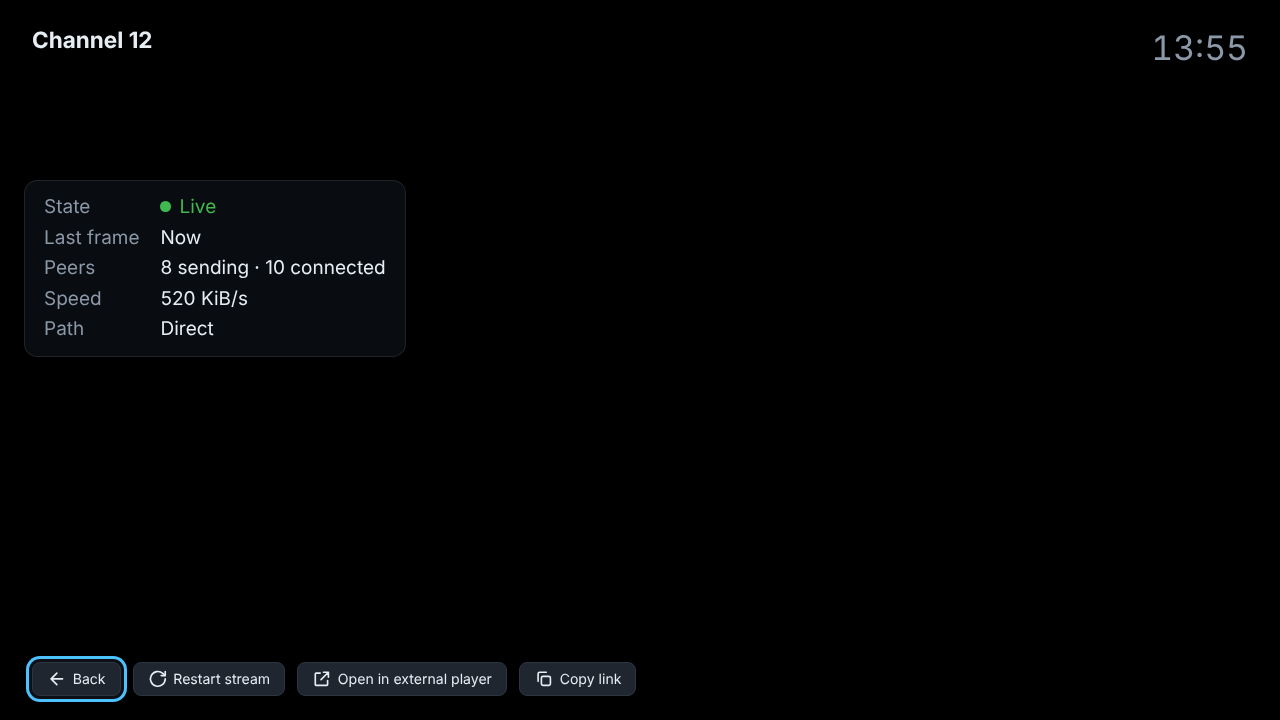 Channel 12
13:55
State Live
Last frame Now
Peers 8 sending · 10 connected
Speed 520 KiB/s
Path Direct
Back Restart stream Open in external player Copy link